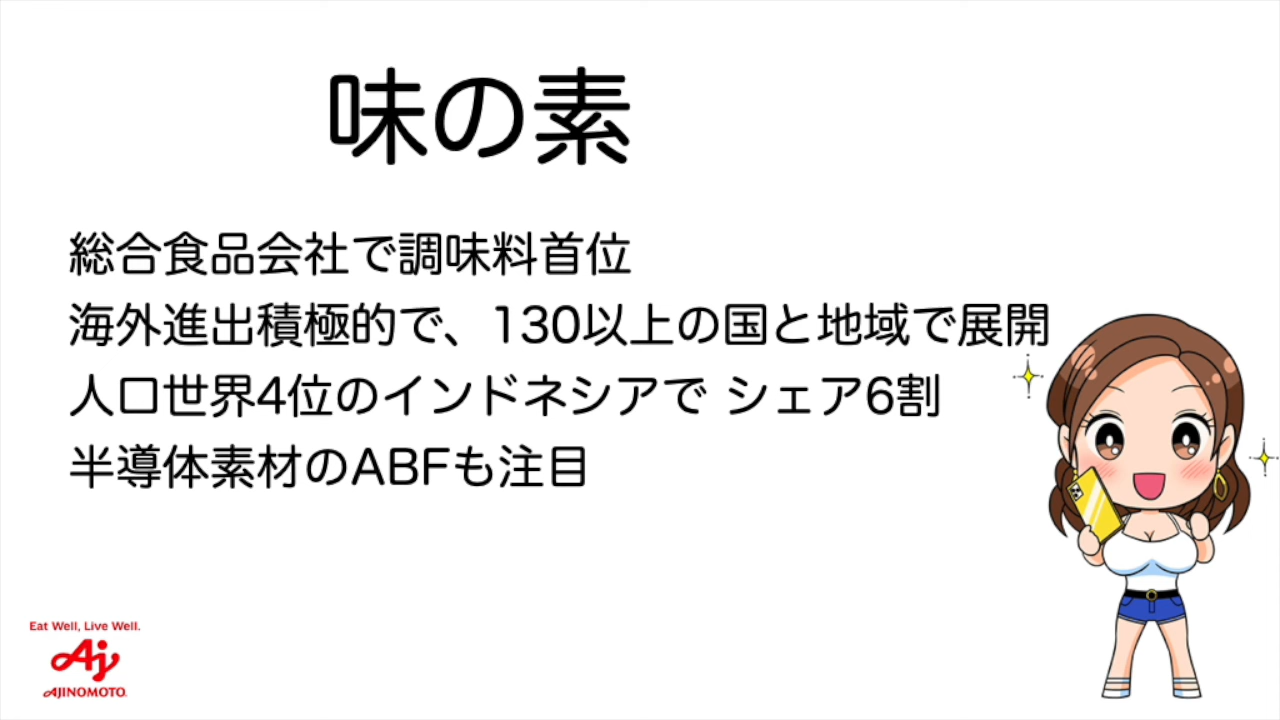 味の素
総合食品会社で調味料首位
海外進出積極的で、130以上の国と地域で展開
人口世界4位のインドネシアで シェア6割
半導体素材のABFも注目
Eat Well, Live Well.
Aj
AJINOMOTO.